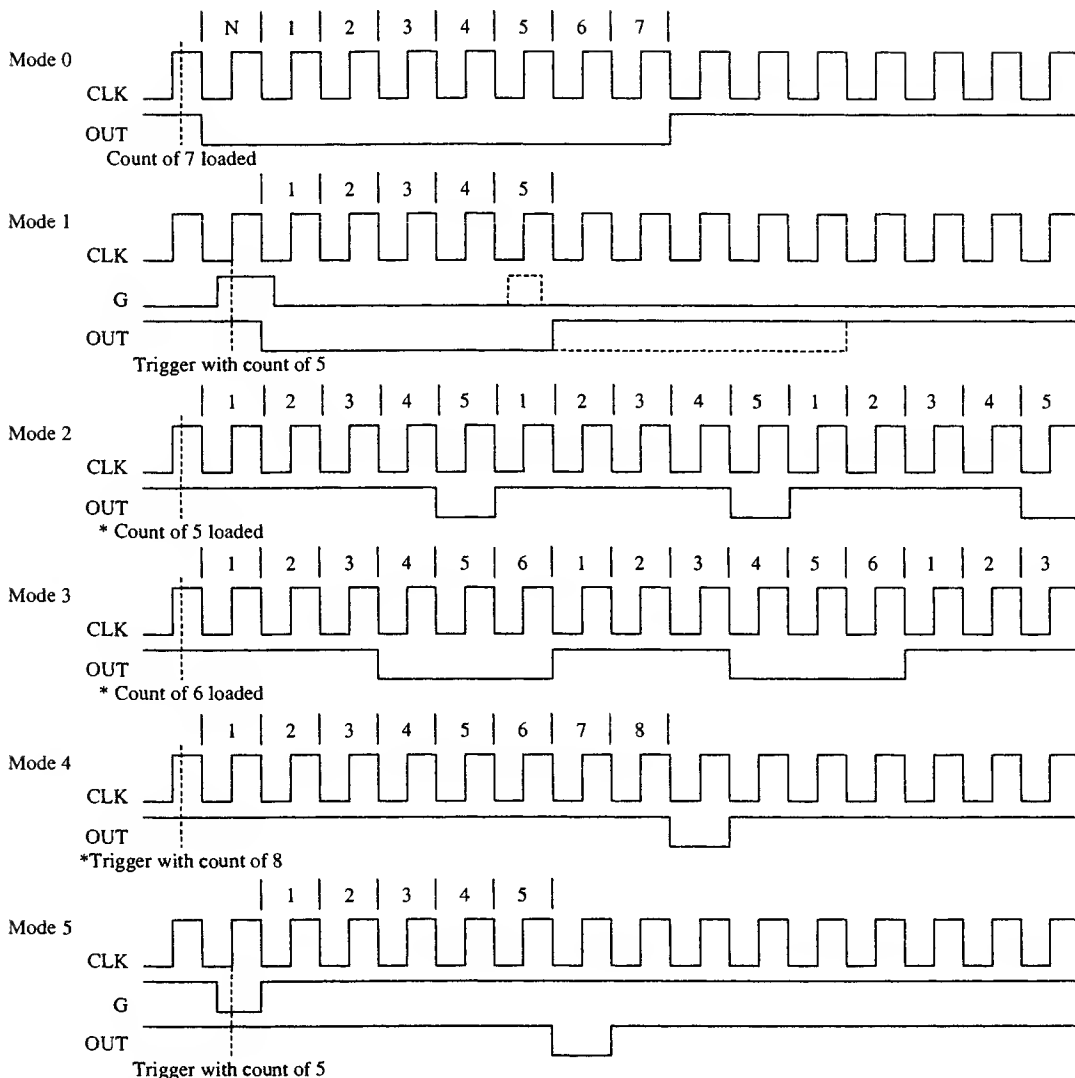 N 1 2 3 4 5 6 7
Mode 0
CLK
OUT
Count of 7 loaded
1 2 3 4 5
Mode 1
CLK
G
OUT
Trigger with count of 5
1 2 3 4 5 1 2 3 4 5 1 2 3 4 5
Mode 2
CLK
OUT
* Count of 5 loaded
1 2 3 4 5 6 1 2 3 4 5 6 1 2 3
Mode 3
CLK
OUT
* Count of 6 loaded
1 2 3 4 5 6 7 8
Mode 4
CLK
OUT
*Trigger with count of 8
1 2 3 4 5
Mode 5
CLK
G
OUT
Trigger with count of 5